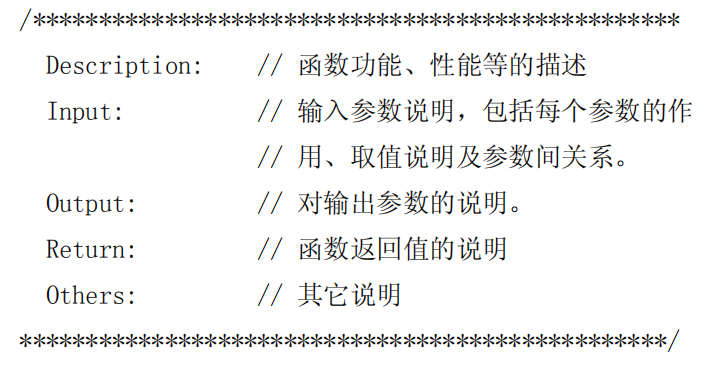 /*************************************************
Description: // 函数功能、性能等的描述
Input: // 输入参数说明，包括每个参数的作
// 用、取值说明及参数间关系。
Output: // 对输出参数的说明。
Return: // 函数返回值的说明
Others: // 其它说明
*************************************************/